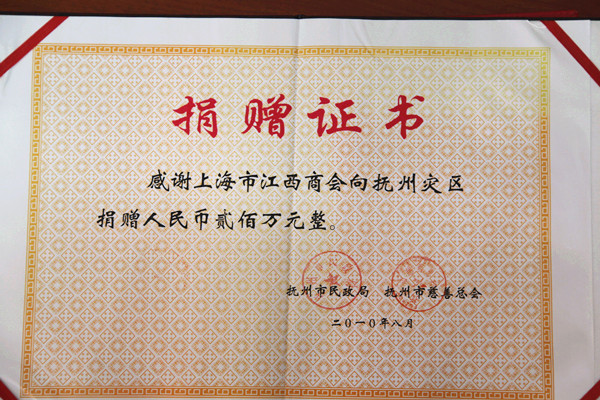 捐赠证书
感谢上海市江西商会向抚州灾区
捐赠人民币贰佰万元整。
抚州市民政局 抚州市慈善总会
二〇一〇年八月